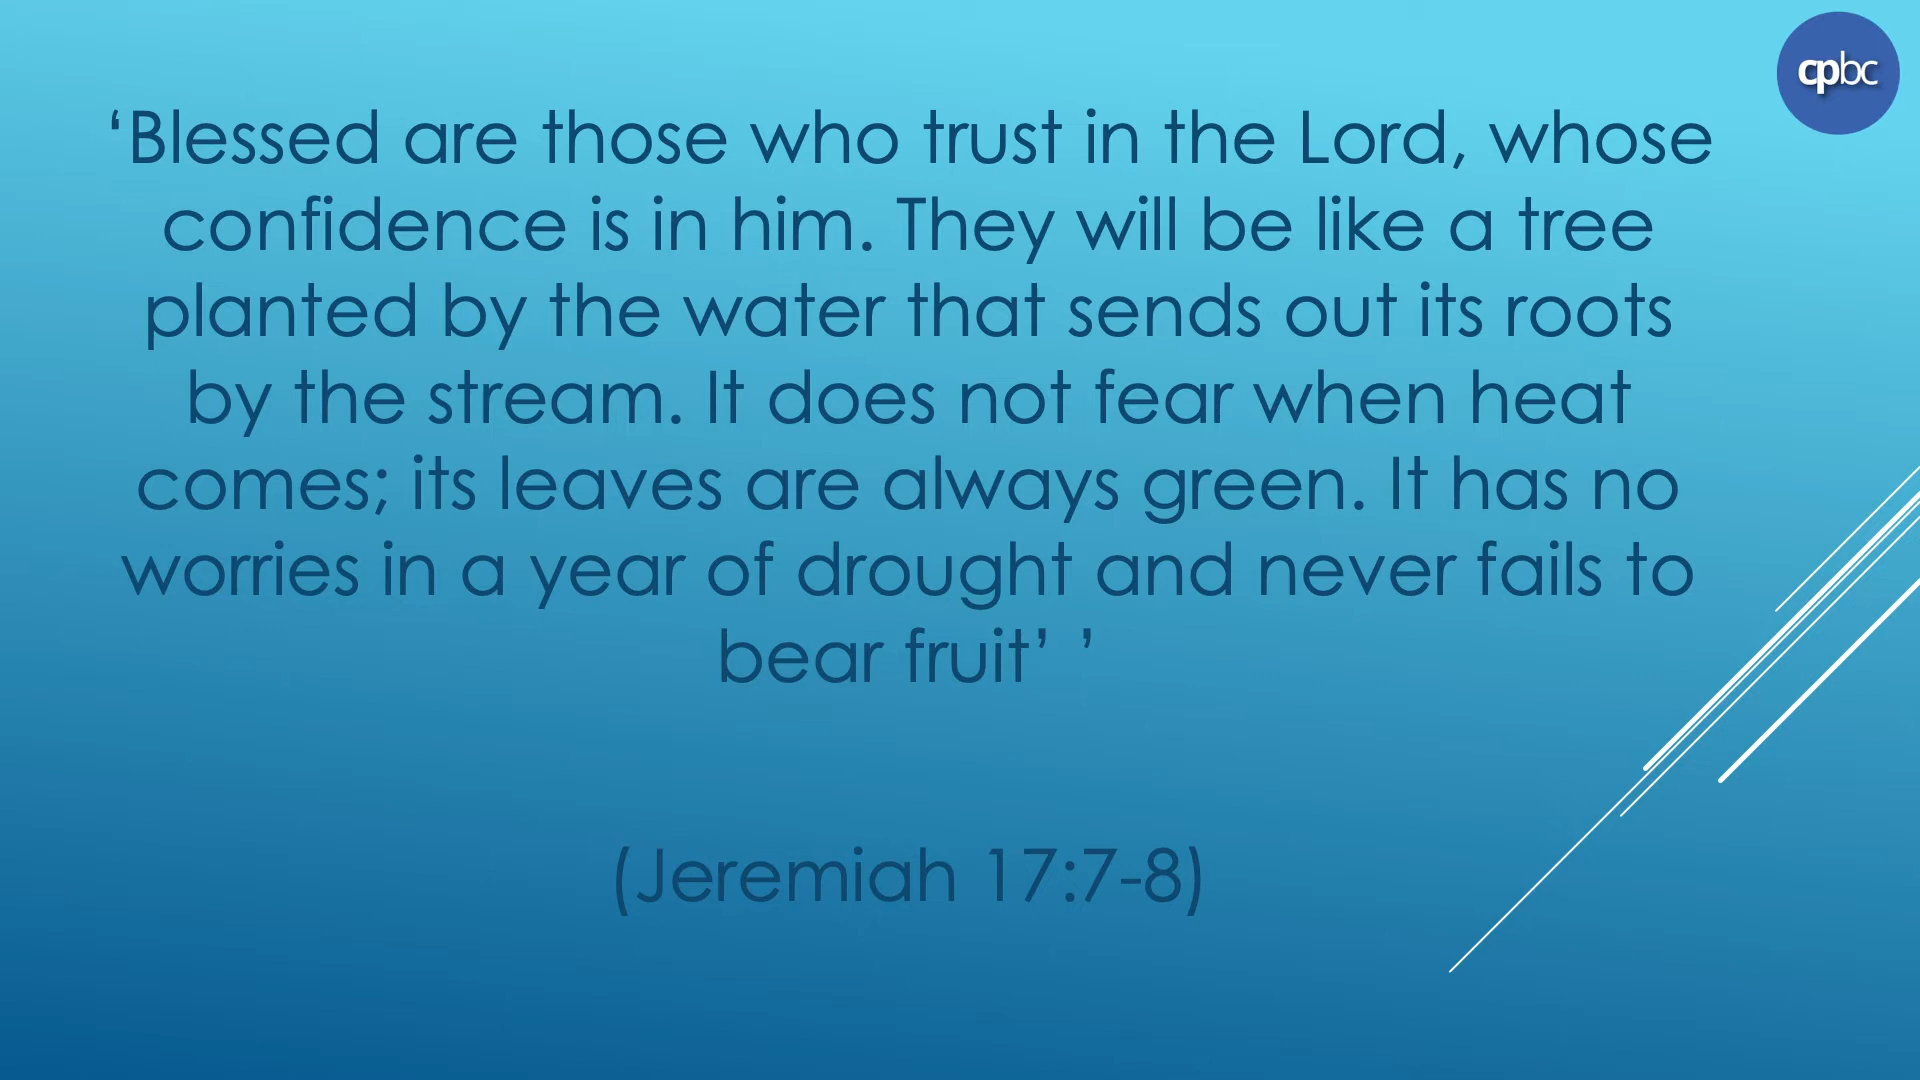 cpbc
‘Blessed are those who trust in the Lord, whose
confidence is in him. They will be like a tree
planted by the water that sends out its roots
by the stream. It does not fear when heat
comes; its leaves are always green. It has no
worries in a year of drought and never fails to
bear fruit’ ’
(Jeremiah 17:7-8)